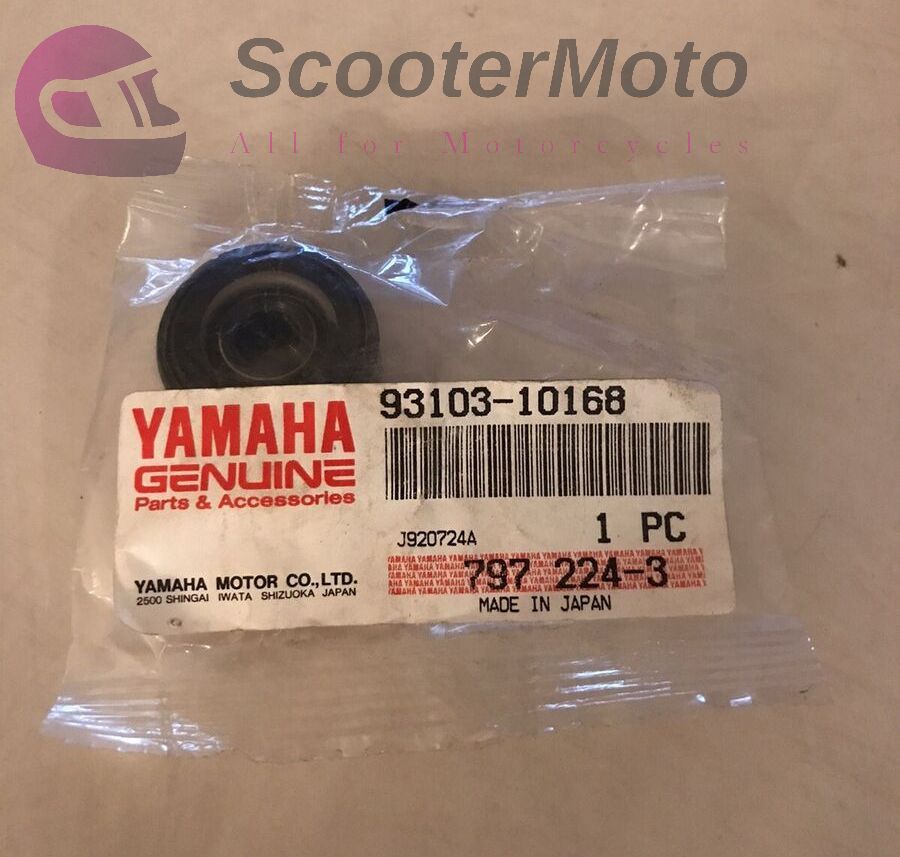 ScooterMoto
All for Motorcycles
YAMAHA
GENUINE
Parts & Accessories
93103-10168
J920724A
1 PC
YAMAHA MOTOR CO.,LTD.
2500 SHINGAI IWATA SHIZUOKA JAPAN
797 224-3
MADE IN JAPAN